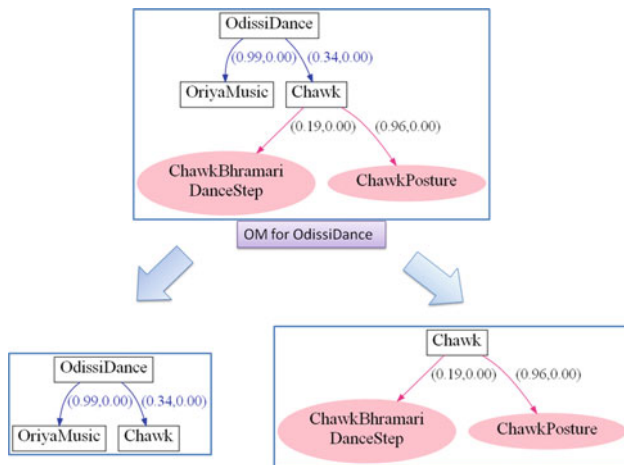 OdissiDance
(0.99,0.00) (0.34,0.00)
OriyaMusic Chawk
(0.19,0.00) (0.96,0.00)
ChawkBhramari
DanceStep
ChawkPosture
OM for OdissiDance
OdissiDance
(0.99,0.00) (0.34,0.00)
OriyaMusic Chawk
Chawk
(0.19,0.00) (0.96,0.00)
ChawkBhramari
DanceStep
ChawkPosture